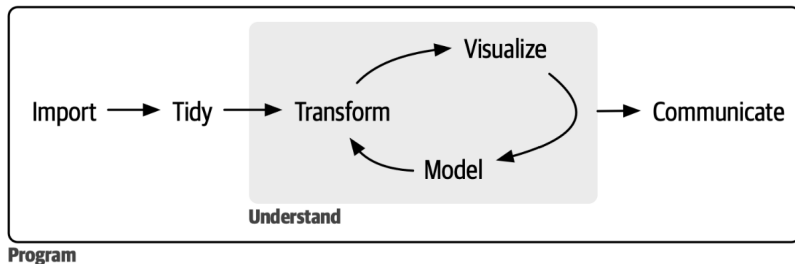 Visualize
Import
Tidy
Transform
Communicate
Model
Understand
Program